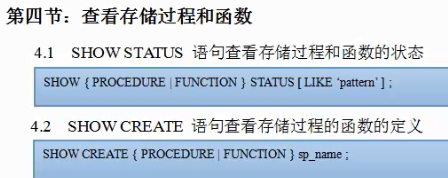 第四节：查看存储过程和函数
4.1 SHOW STATUS 语句查看存储过程和函数的状态
SHOW { PROCEDURE | FUNCTION } STATUS [ LIKE ‘pattern’ ] ;
4.2 SHOW CREATE 语句查看存储过程的函数的定义
SHOW CREATE { PROCEDURE | FUNCTION } sp_name ;